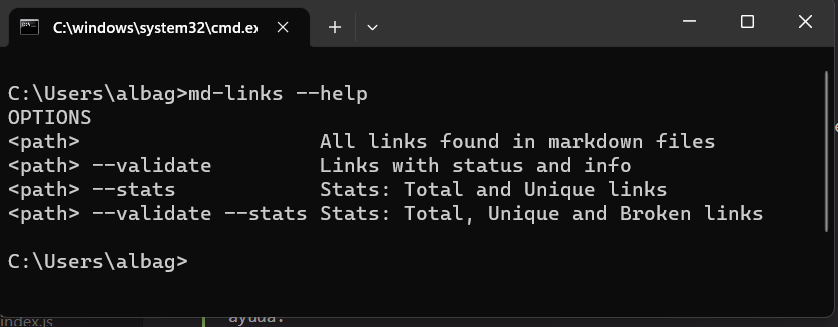 C:\windows\system32\cmd.ex
C:\Users\albag>md-links --help
OPTIONS
<path> All links found in markdown files
<path> --validate Links with status and info
<path> --stats Stats: Total and Unique links
<path> --validate --stats Stats: Total, Unique and Broken links
C:\Users\albag>
index.js
ayuda: